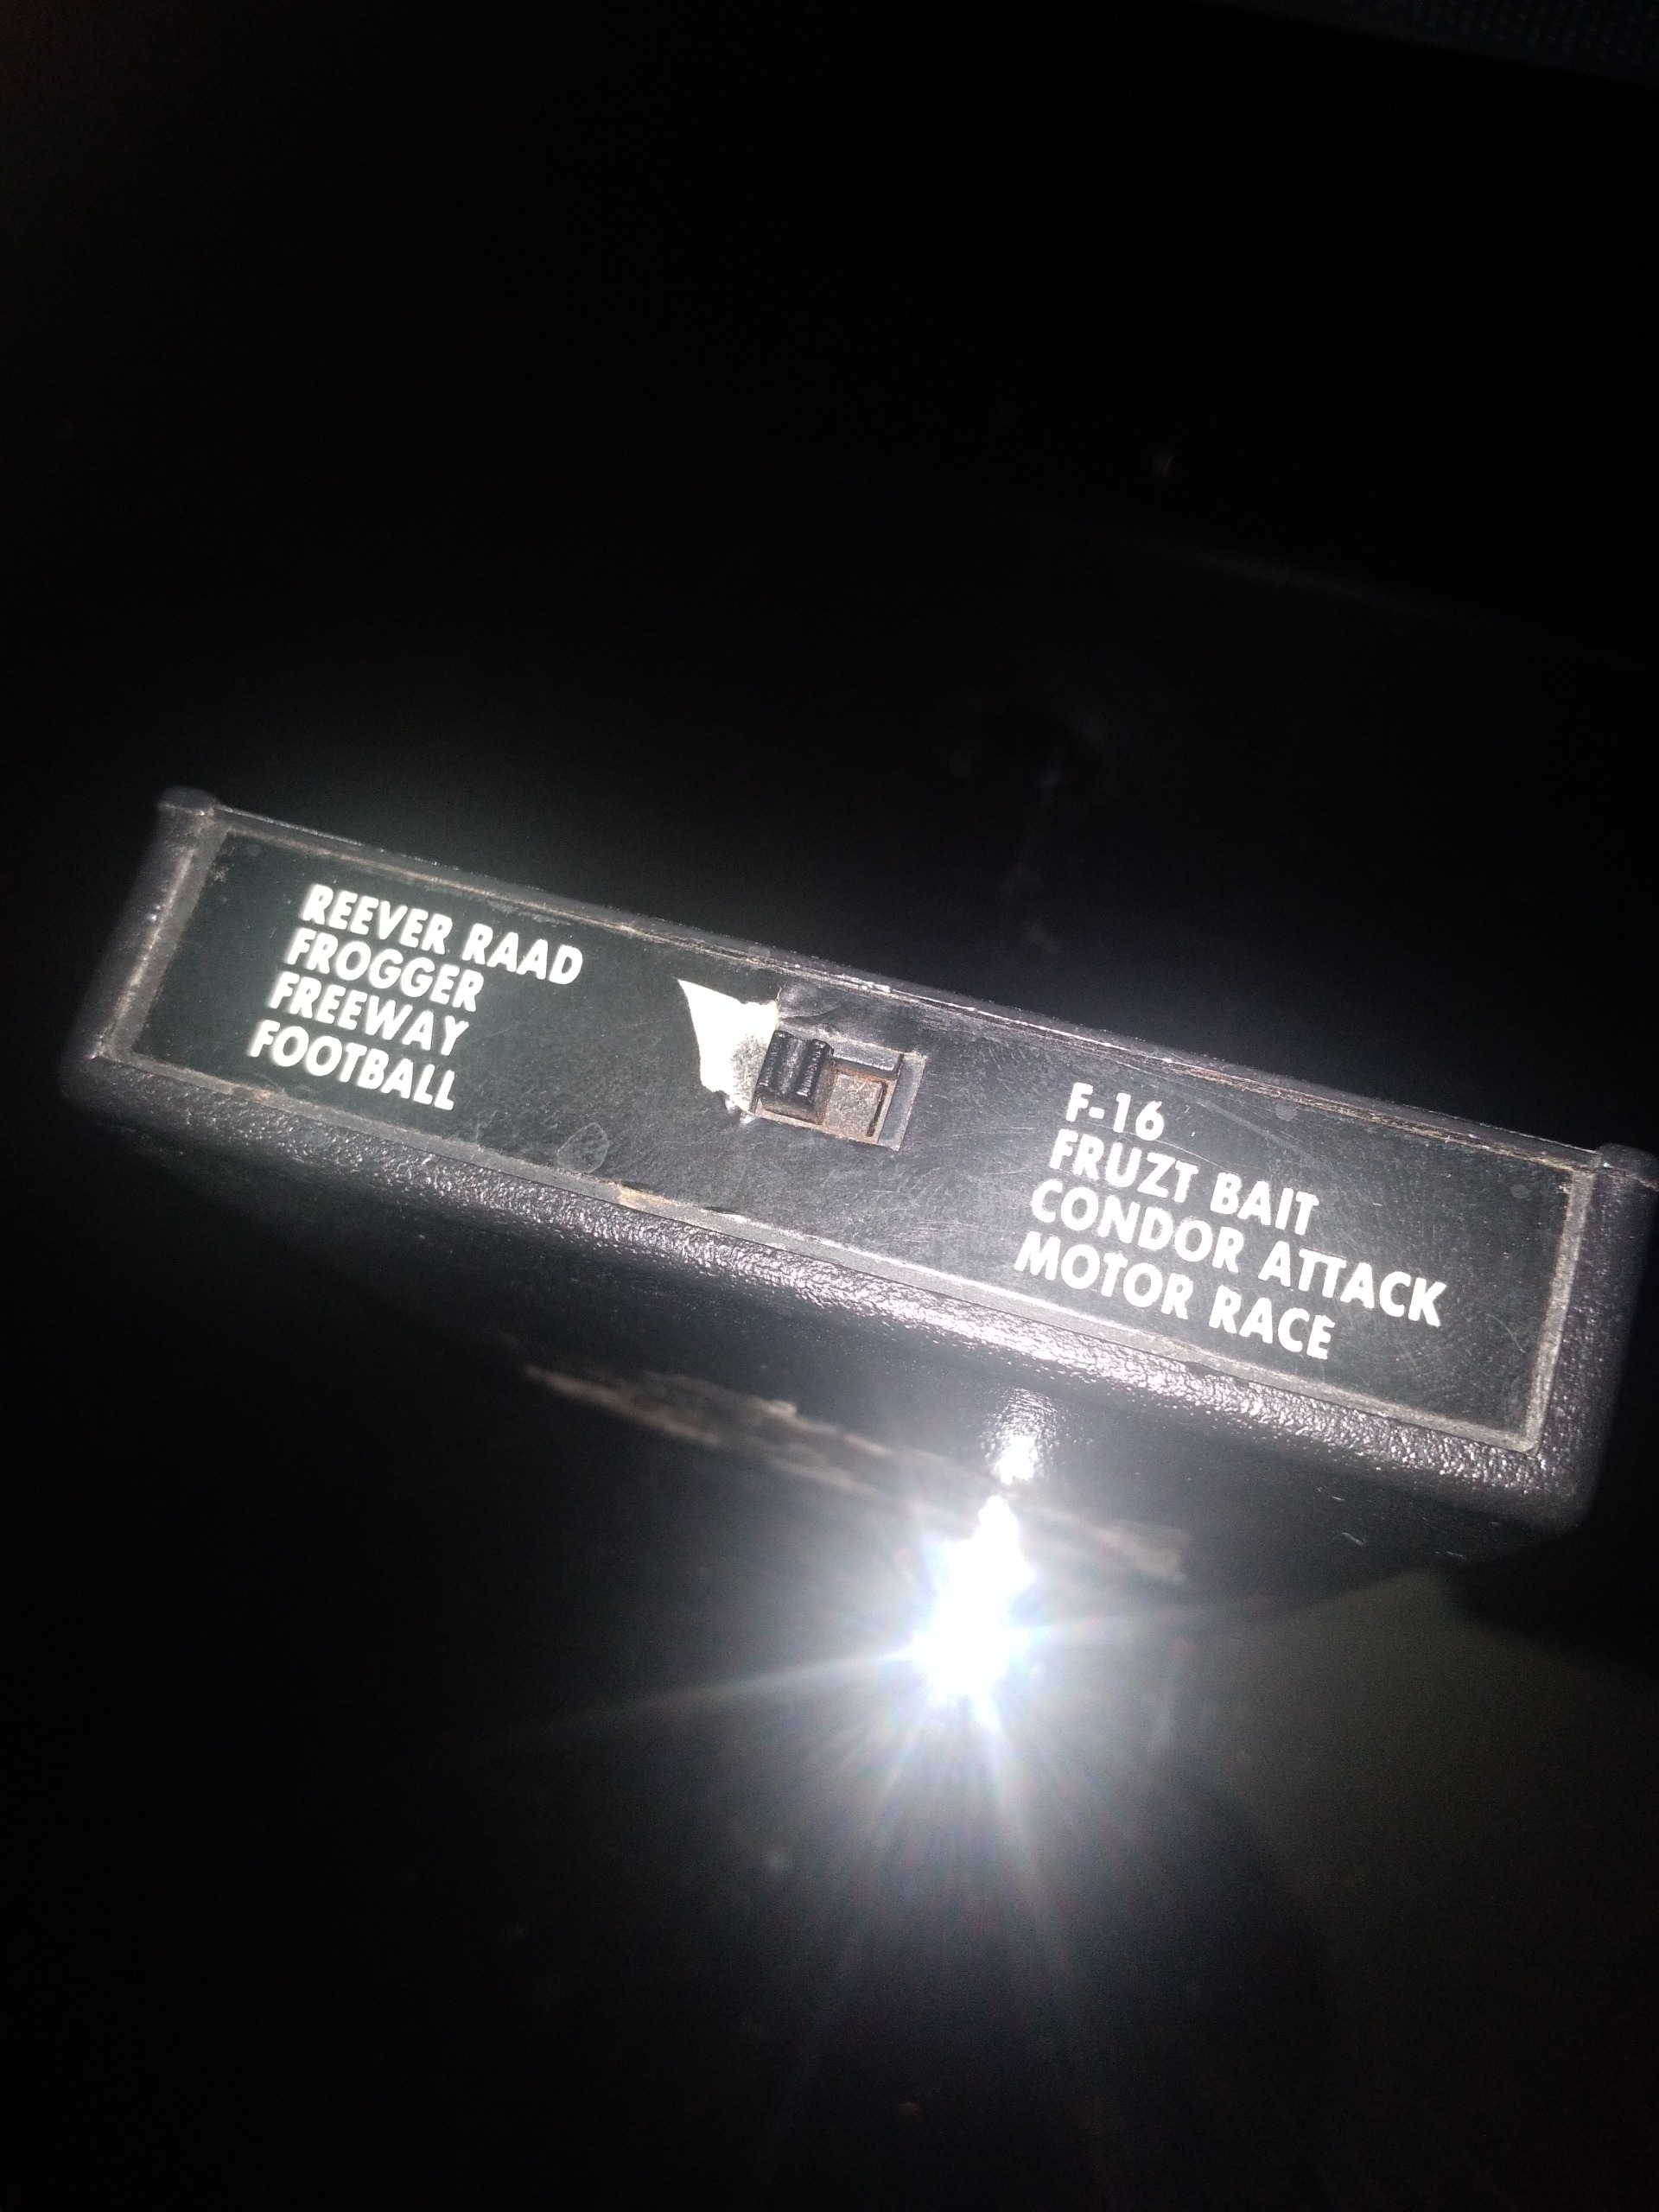 REEVER RAAD
FROGGER
FREEWAY
FOOTBALL
F-16
FRUZT BAIT
CONDOR ATTACK
MOTOR RACE